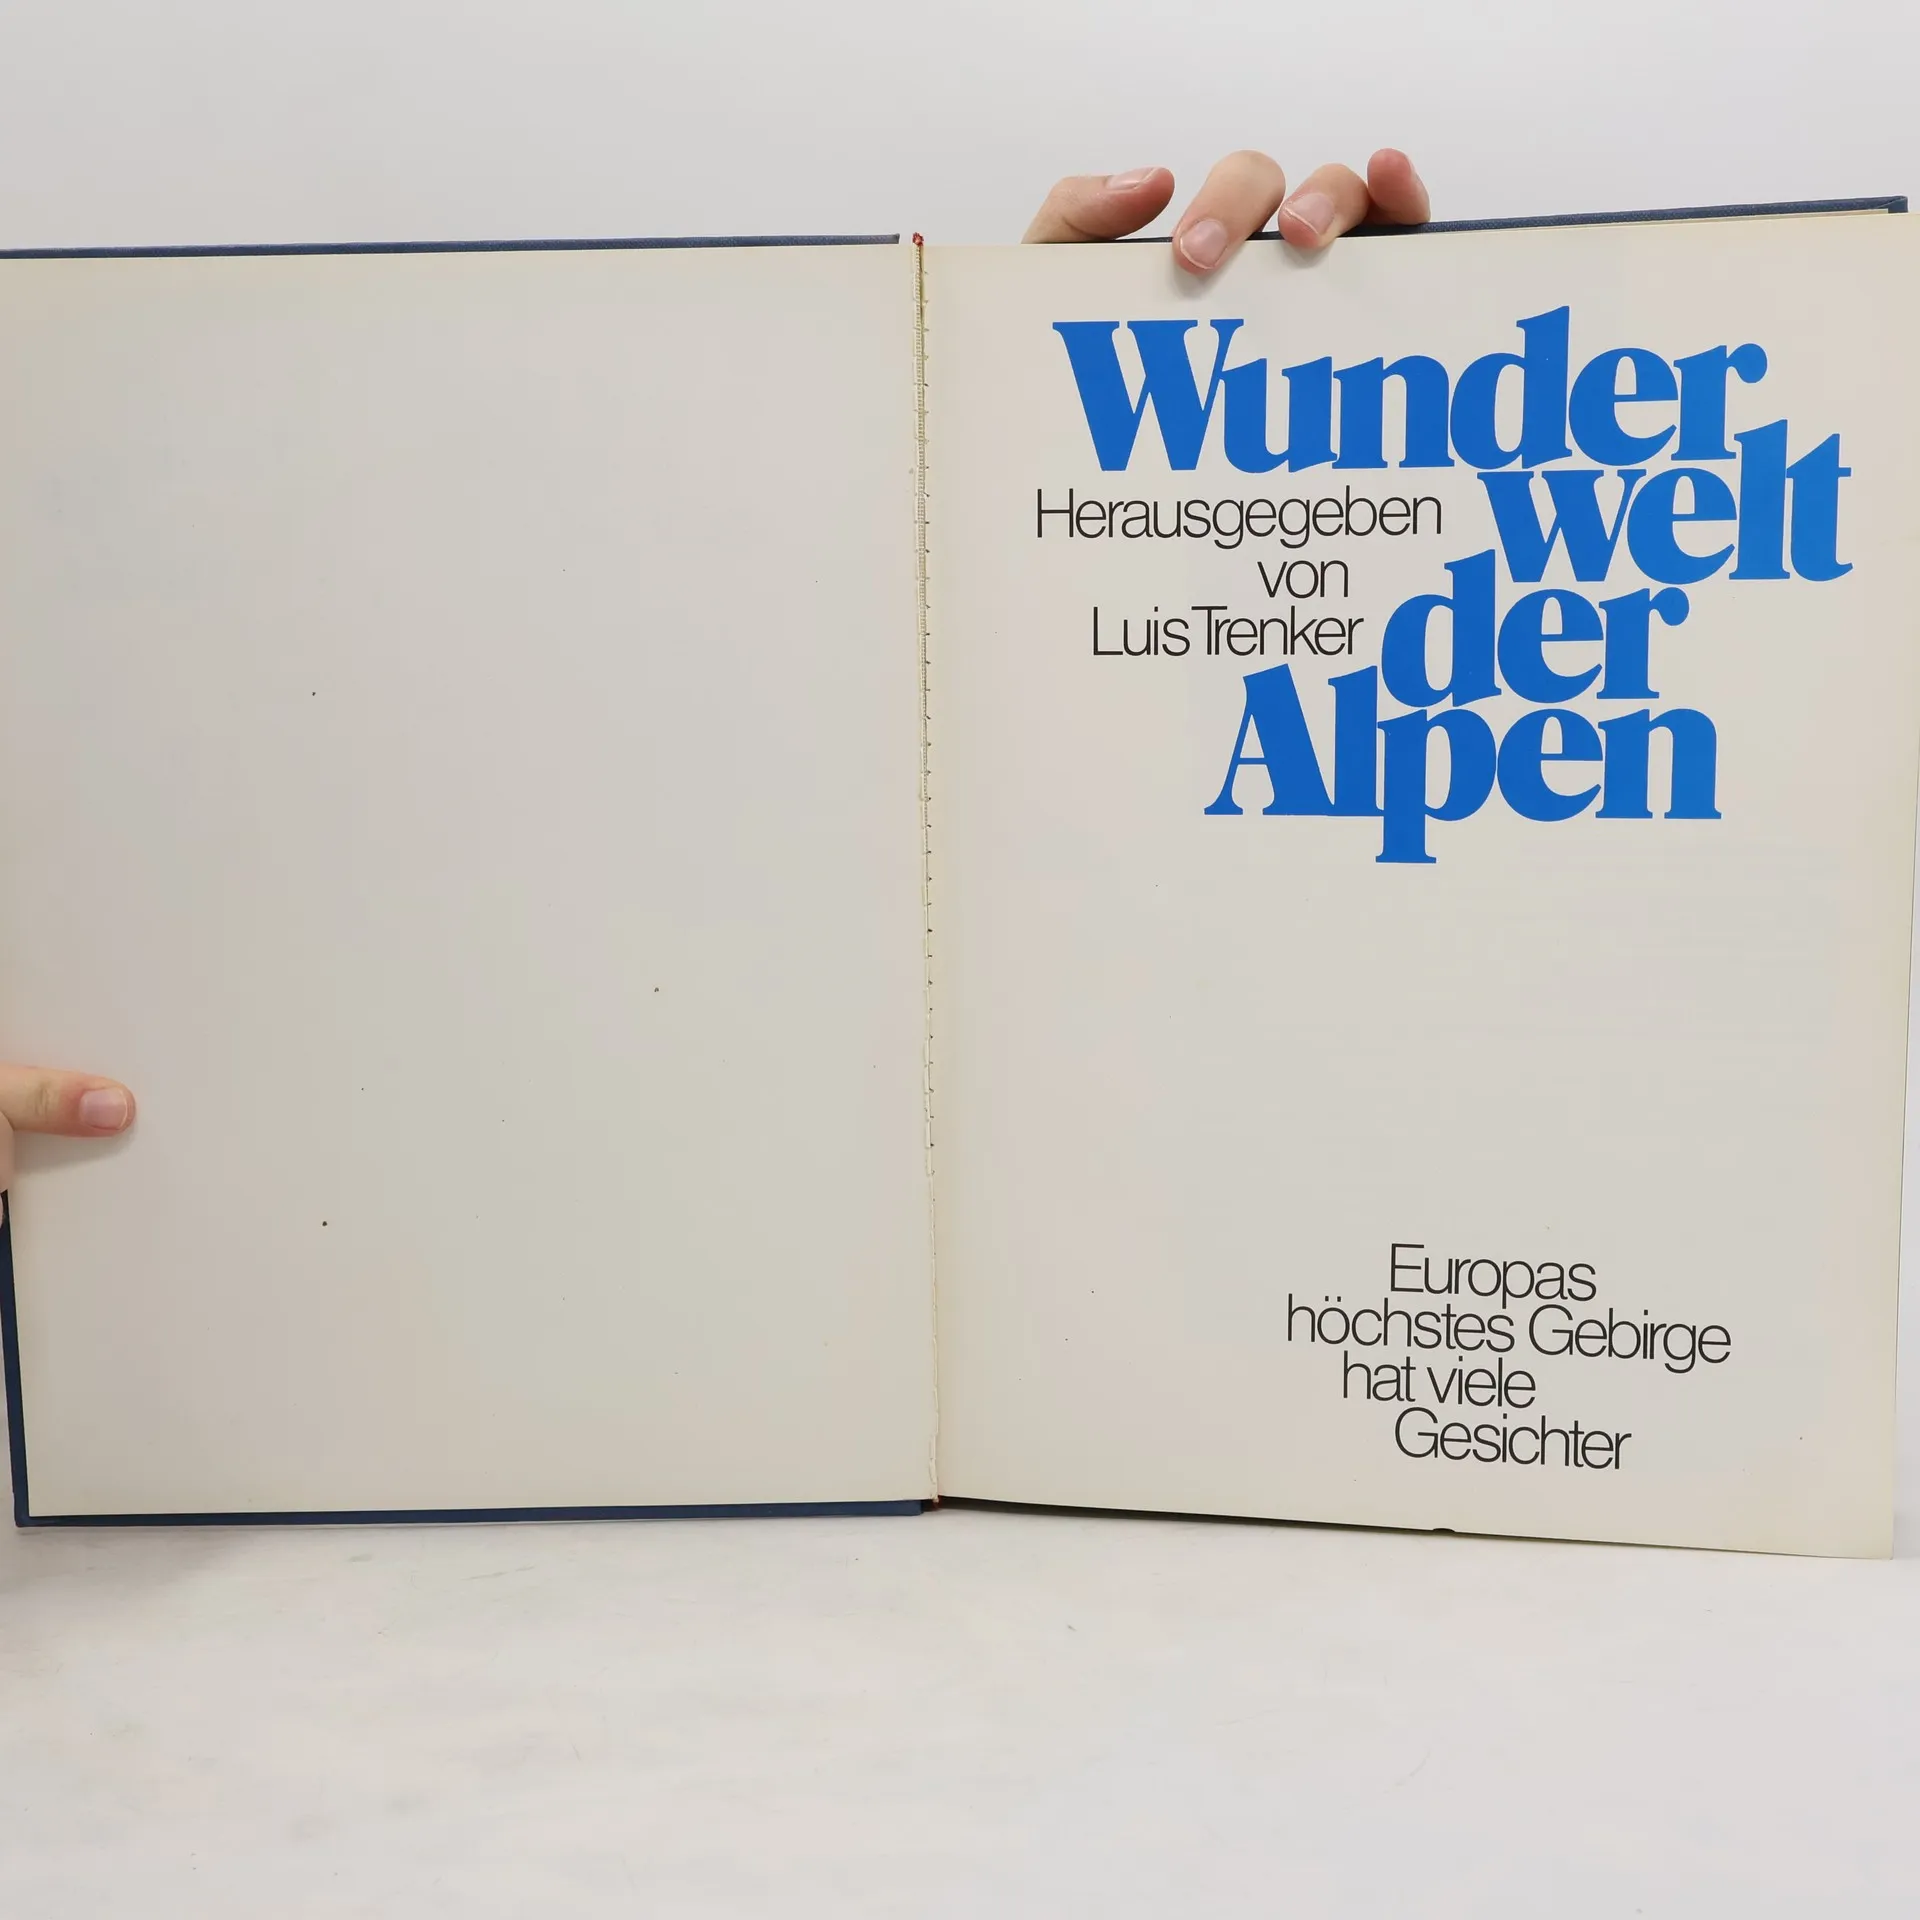 Wunder
welt
Herausgegeben
von
Luis Trenker
der
Alpen
Europas
höchstes Gebirge
hat viele
Gesichter